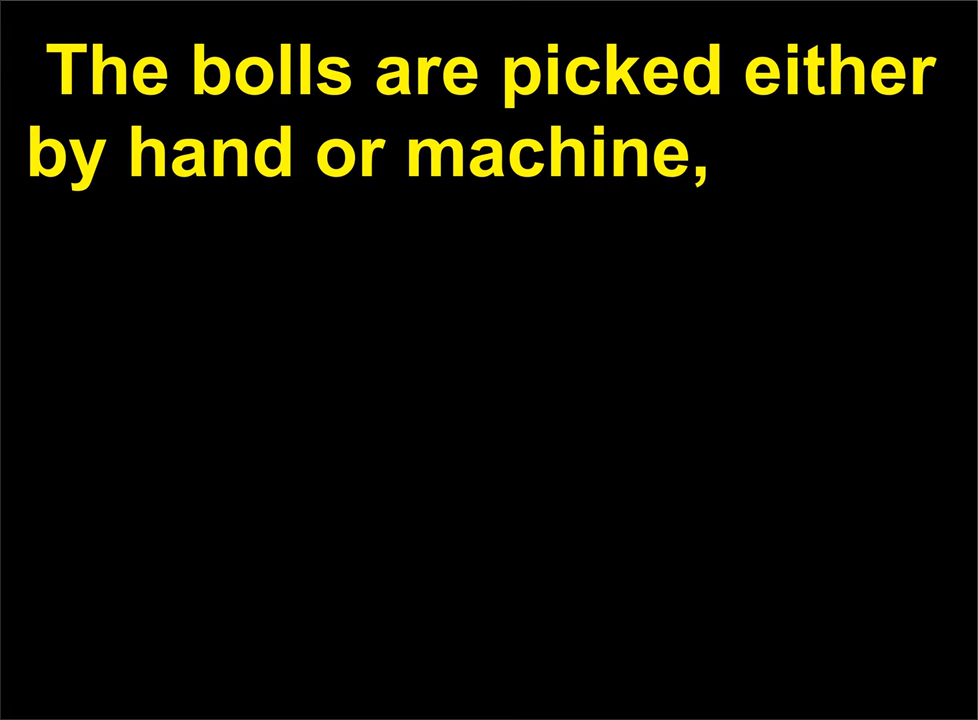 The bolls are picked either
by hand or machine,